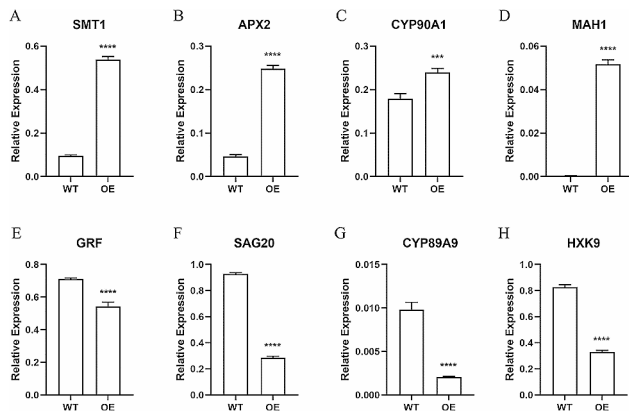 A
SMT1
Relative Expression
0.6
0.4
0.2
0.0
****
WT
OE
B
APX2
Relative Expression
0.3
0.2
0.1
0.0
****
WT
OE
C
CYP90A1
Relative Expression
0.3
0.2
0.1
0.0
***
WT
OE
D
MAH1
Relative Expression
0.06
0.04
0.02
0.00
****
WT
OE
E
GRF
Relative Expression
0.8
0.6
0.4
0.2
0.0
****
WT
OE
F
SAG20
Relative Expression
1.0
0.8
0.6
0.4
0.2
0.0
****
WT
OE
G
CYP89A9
Relative Expression
0.015
0.010
0.005
0.000
****
WT
OE
H
HXK9
Relative Expression
1.0
0.8
0.6
0.4
0.2
0.0
****
WT
OE